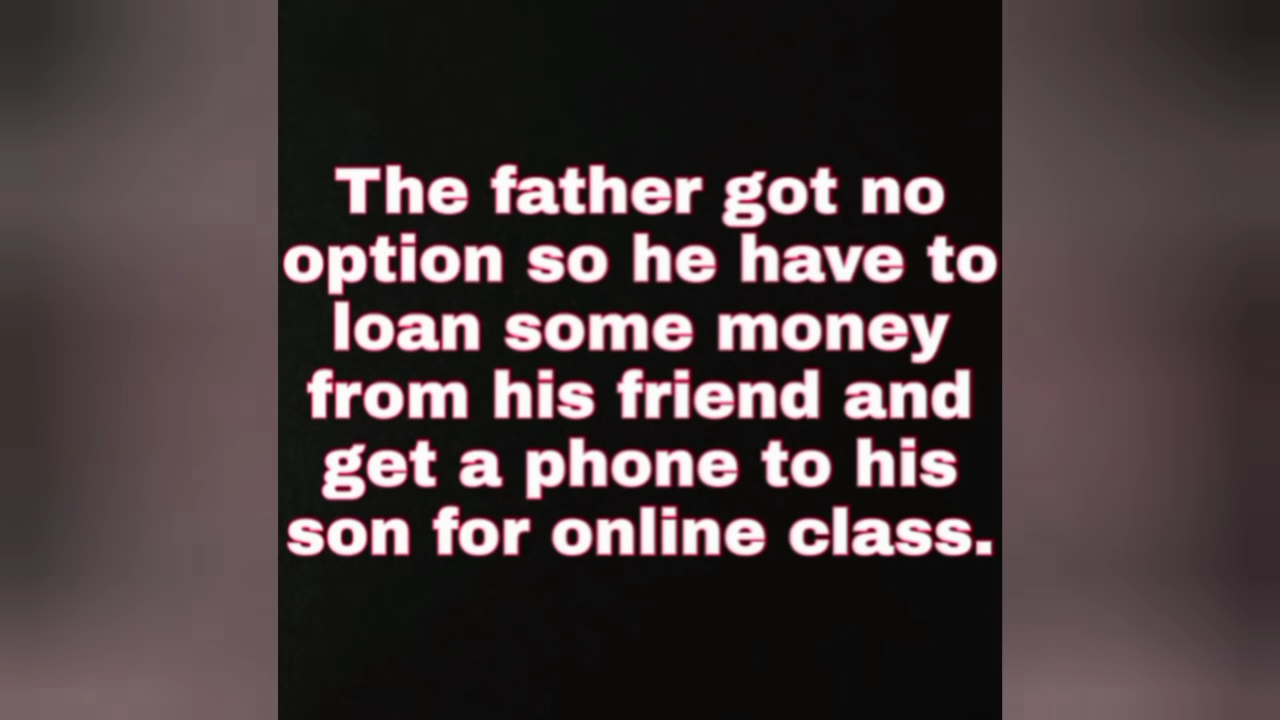 The father got no
option so he have to
loan some money
from his friend and
get a phone to his
son for online class.